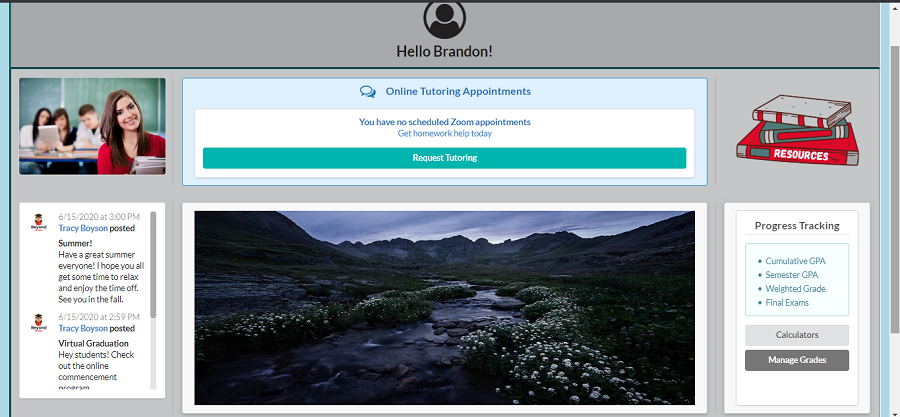 Hello Brandon!
Online Tutoring Appointments
You have no scheduled Zoom appointments
Get homework help today
Request Tutoring
RESOURCES
6/15/2020 at 3:00 PM
Tracy Boyson posted
Summer!
Have a great summer
everyone! I hope you all
get some time to relax
and enjoy the time off.
See you in the fall.
6/15/2020 at 2:59 PM
Tracy Boyson posted
Virtual Graduation
Hey students! Check
out the online
commencement
program
Progress Tracking
Cumulative GPA
Semester GPA
Weighted Grade
Final Exams
Calculators
Manage Grades